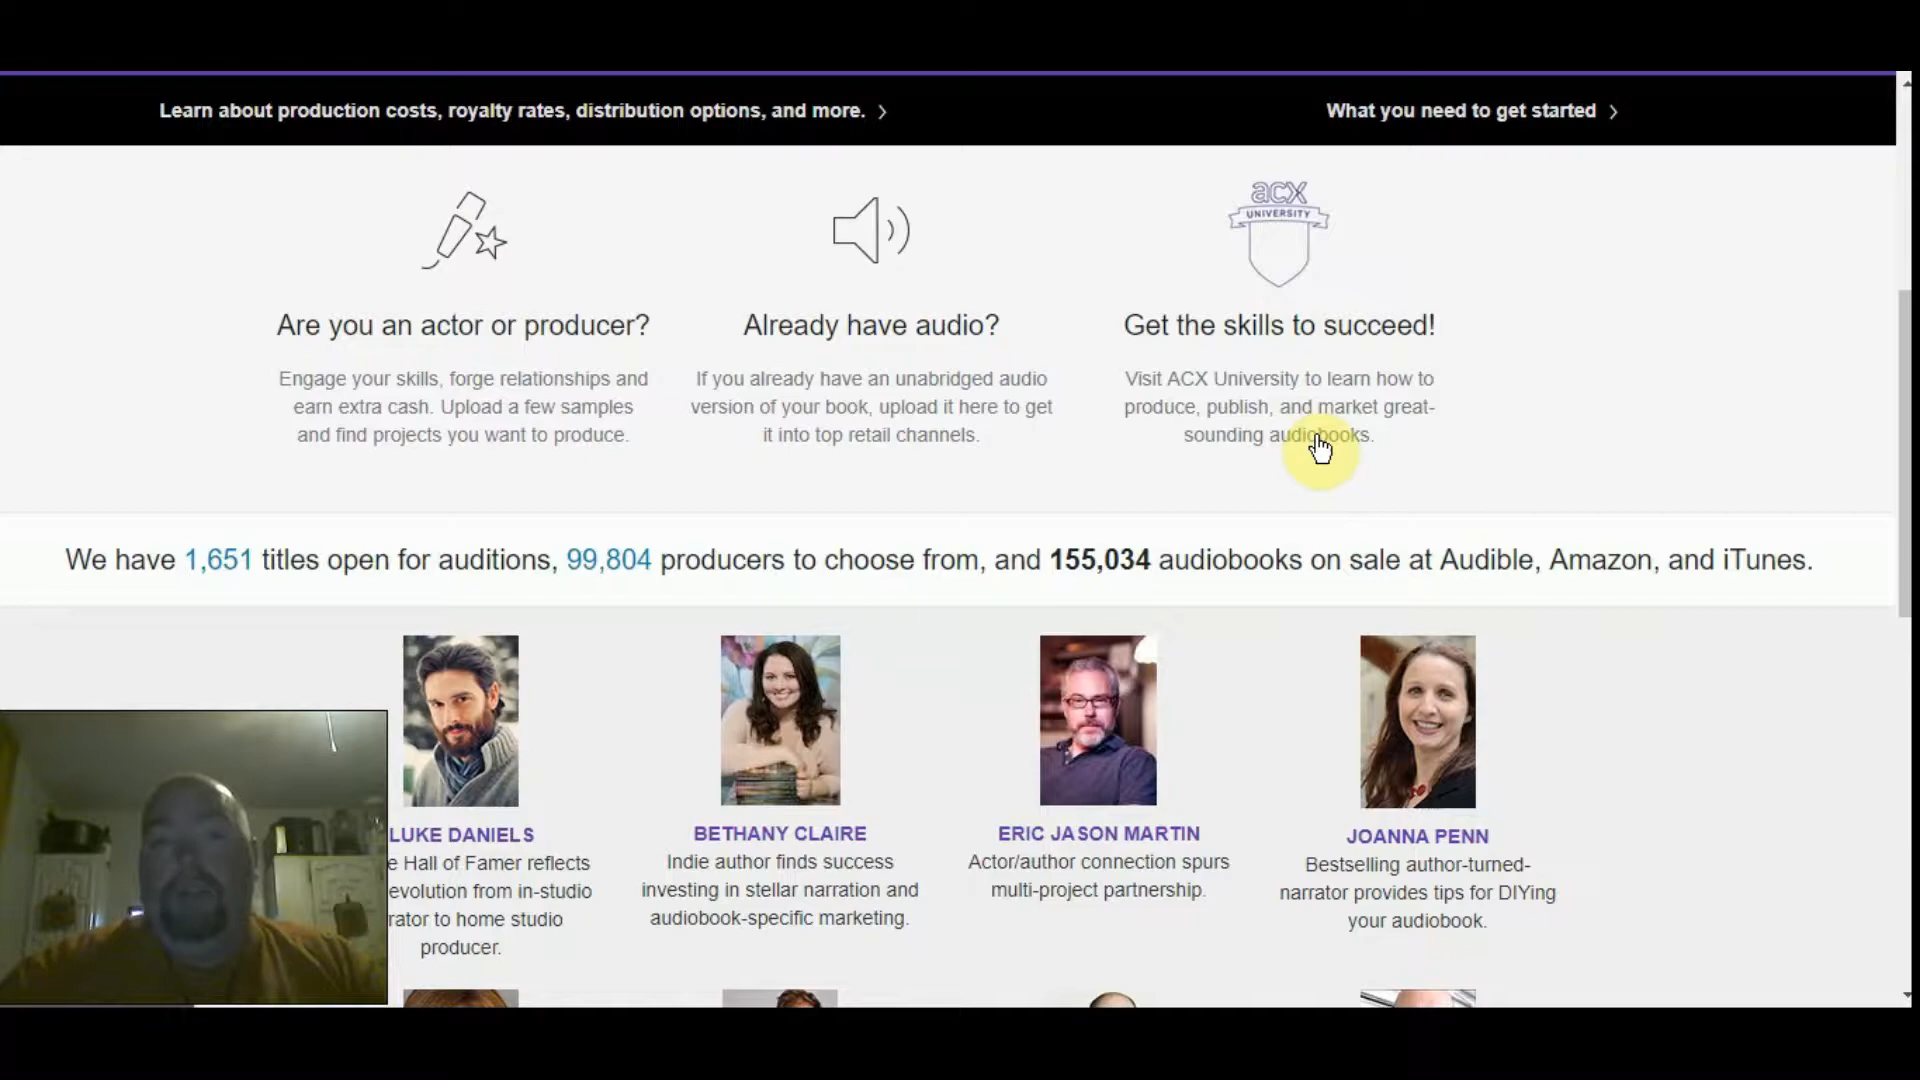 Learn about production costs, royalty rates, distribution options, and more.
What you need to get started
acx
UNIVERSITY
Are you an actor or producer?
Engage your skills, forge relationships and
earn extra cash. Upload a few samples
and find projects you want to produce.
Already have audio?
If you already have an unabridged audio
version of your book, upload it here to get
it into top retail channels.
Get the skills to succeed!
Visit ACX University to learn how to
produce, publish, and market great-
sounding audiobooks.
We have 1,651 titles open for auditions, 99,804 producers to choose from, and 155,034 audiobooks on sale at Audible, Amazon, and iTunes.
LUKE DANIELS
e Hall of Famer reflects
evolution from in-studio
rator to home studio
producer.
BETHANY CLAIRE
Indie author finds success
investing in stellar narration and
audiobook-specific marketing.
ERIC JASON MARTIN
Actor/author connection spurs
multi-project partnership.
JOANNA PENN
Bestselling author-turned-
narrator provides tips for DIYing
your audiobook.